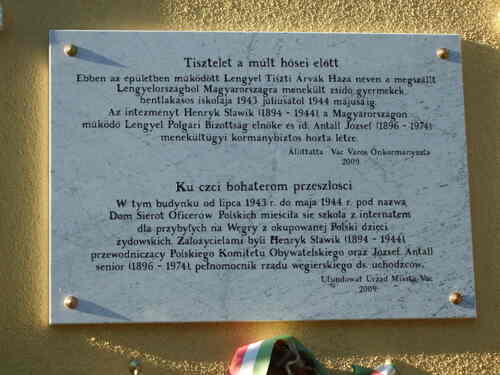 Tisztelet a múlt hősei előtt
Ebben az épületben működött Lengyel Tiszti Árvák Háza néven a megszállt
Lengyelországból Magyarországra menekült zsidó gyermekek
bentlakásos iskolája 1943 júliusától 1944 májusáig.
Az intézményt Henryk Sławik (1894 - 1944) a Magyarországon
működő Lengyel Polgári Bizottság elnöke és id. Antall József (1896 - 1974)
menekültügyi kormánybiztos hozta létre.
Állíttatta Vác Város Önkormányzata
2009.
Ku czci bohaterom przeszłości
W tym budynku od lipca 1943 r. do maja 1944 r. pod nazwą
Dom Sierot Oficerów Polskich mieściła się szkoła z internatem
dla przybyłych na Węgry z okupowanej Polski dzieci
żydowskich. Założycielami byli Henryk Sławik (1894 - 1944),
przewodniczący Polskiego Komitetu Obywatelskiego oraz József Antall
senior (1896 - 1974), pełnomocnik rządu węgierskiego ds. uchodźców.
Ufundował Urząd Miasta Vác
2009.